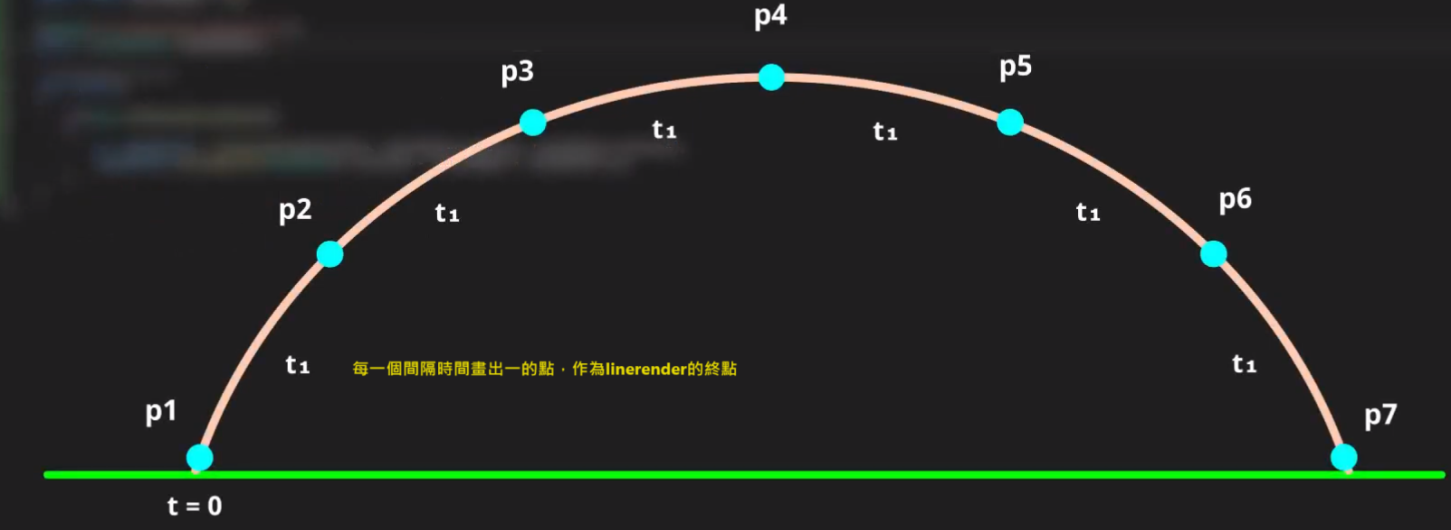 p4
p3
p5
t₁
t₁
p2
t₁
t₁
p6
t₁
每一個間隔時間畫出一的點，作為linerender的終點
t₁
p1
p7
t = 0